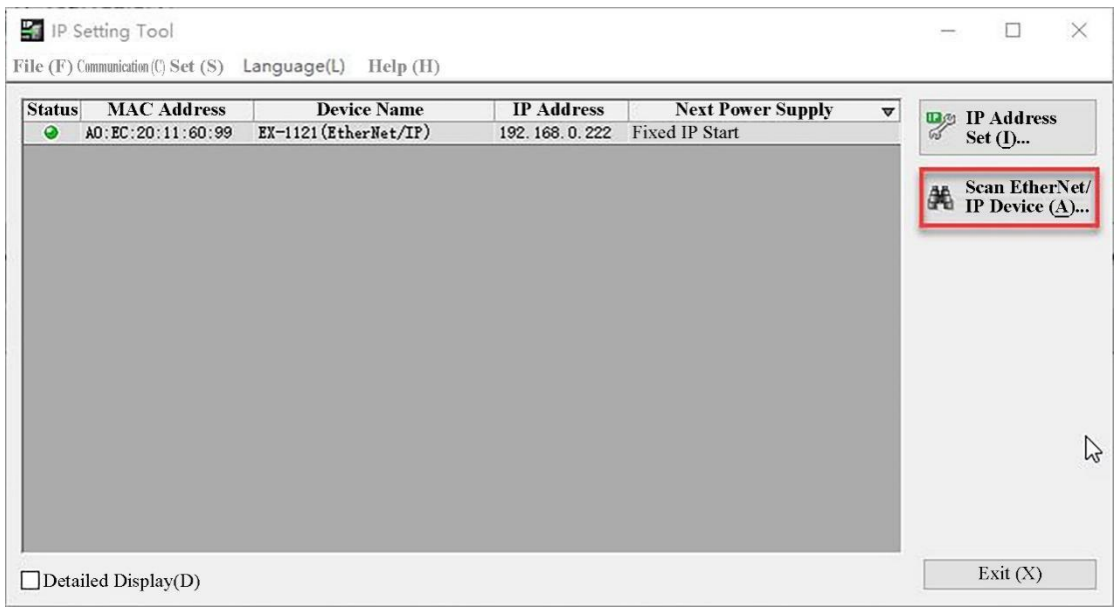 IP Setting Tool
File (F) Communication (C) Set (S) Language(L) Help (H)
Status MAC Address Device Name IP Address Next Power Supply
A0:EC:20:11:60:99 EX-1121(EtherNet/IP) 192.168.0.222 Fixed IP Start
IP Address
Set (I)...
Scan EtherNet/
IP Device (A)...
Detailed Display(D)
Exit (X)